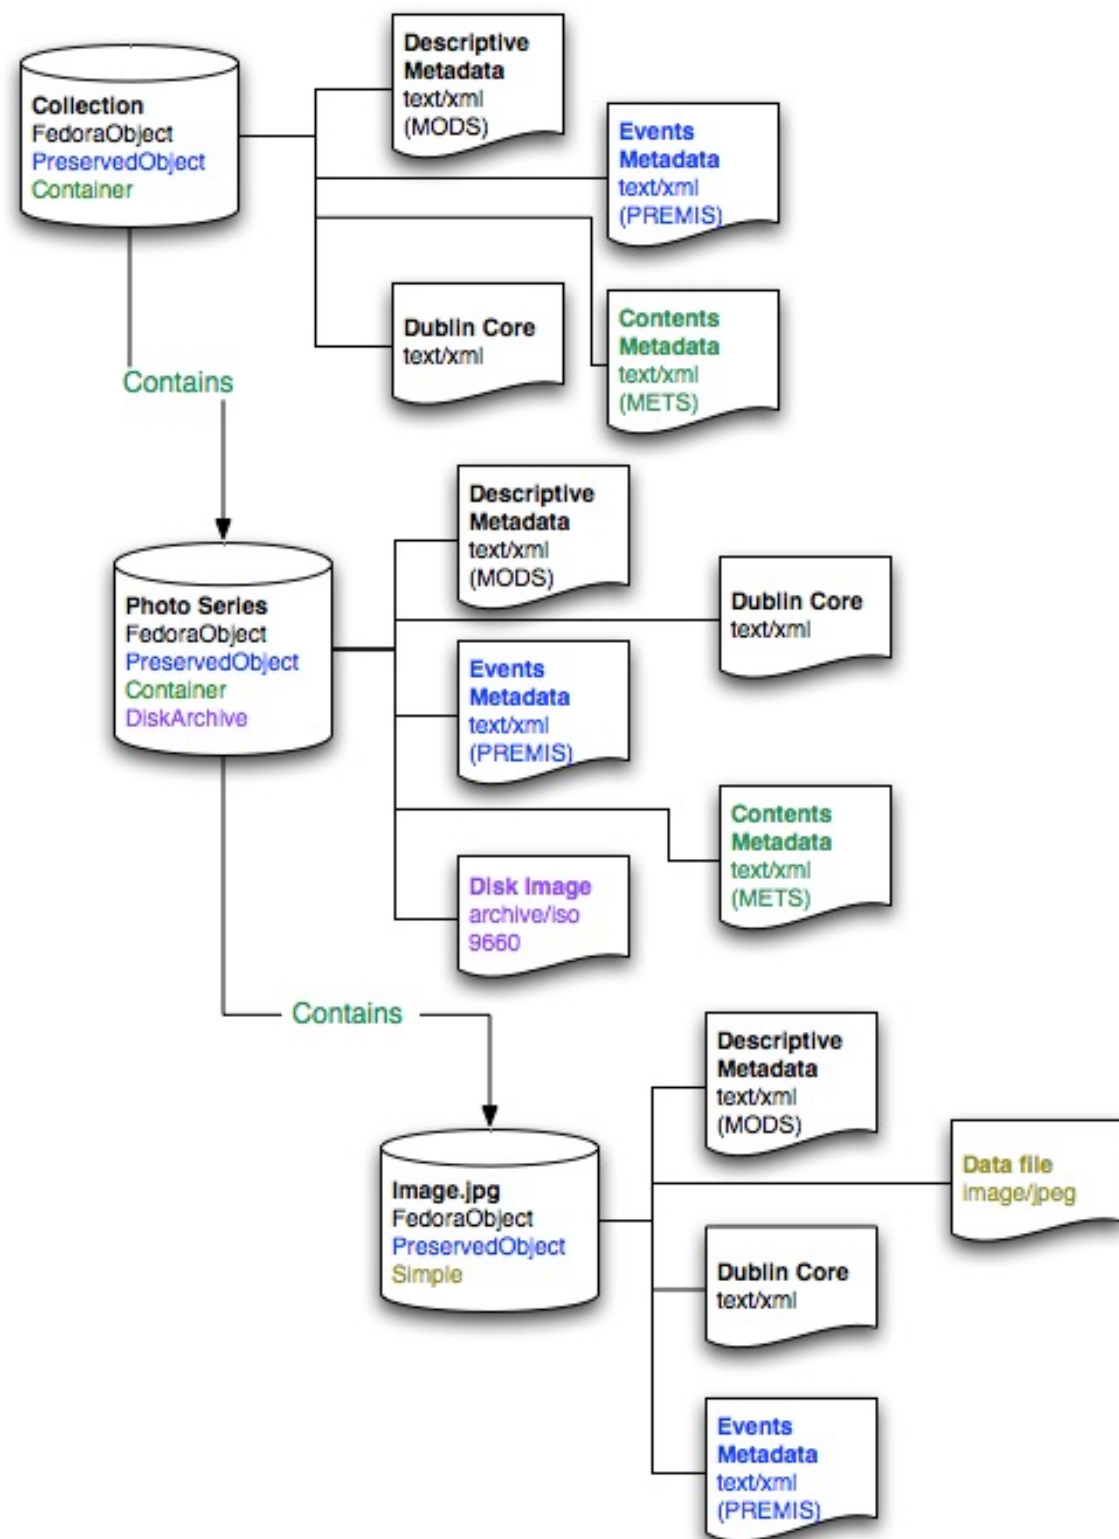 Collection
FedoraObject
PreservedObject
Container
Descriptive
Metadata
text/xml
(MODS)
Events
Metadata
text/xml
(PREMIS)
Dublin Core
text/xml
Contents
Metadata
text/xml
(METS)
Contains
Photo Series
FedoraObject
PreservedObject
Container
DiskArchive
Descriptive
Metadata
text/xml
(MODS)
Dublin Core
text/xml
Events
Metadata
text/xml
(PREMIS)
Contents
Metadata
text/xml
(METS)
Disk Image
archive/iso
9660
Contains
Image.jpg
FedoraObject
PreservedObject
Simple
Descriptive
Metadata
text/xml
(MODS)
Data file
image/jpeg
Dublin Core
text/xml
Events
Metadata
text/xml
(PREMIS)